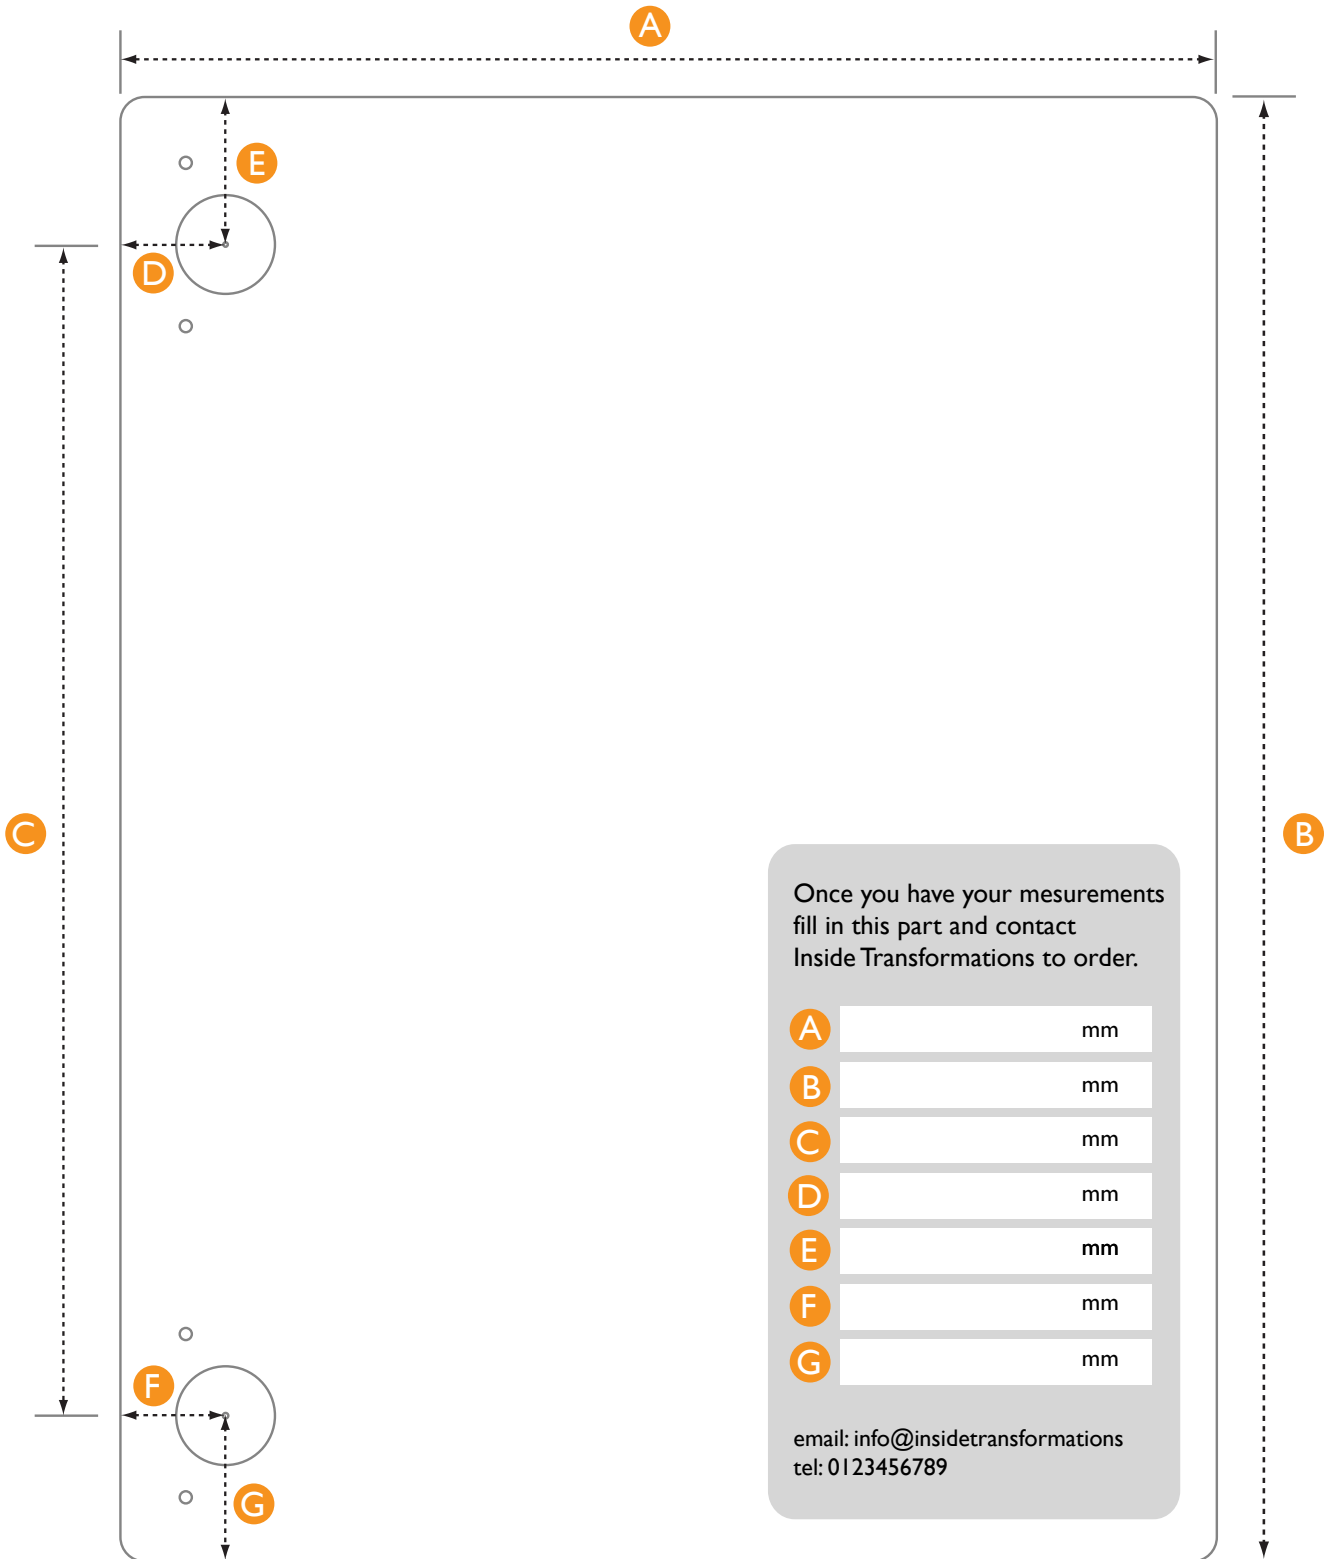 A
E
D
C
B
Once you have your mesurements
fill in this part and contact
Inside Transformations to order.
A mm
B mm
C mm
D mm
E mm
F mm
G mm
F
G
email: info@insidetransformations
tel: 0123456789